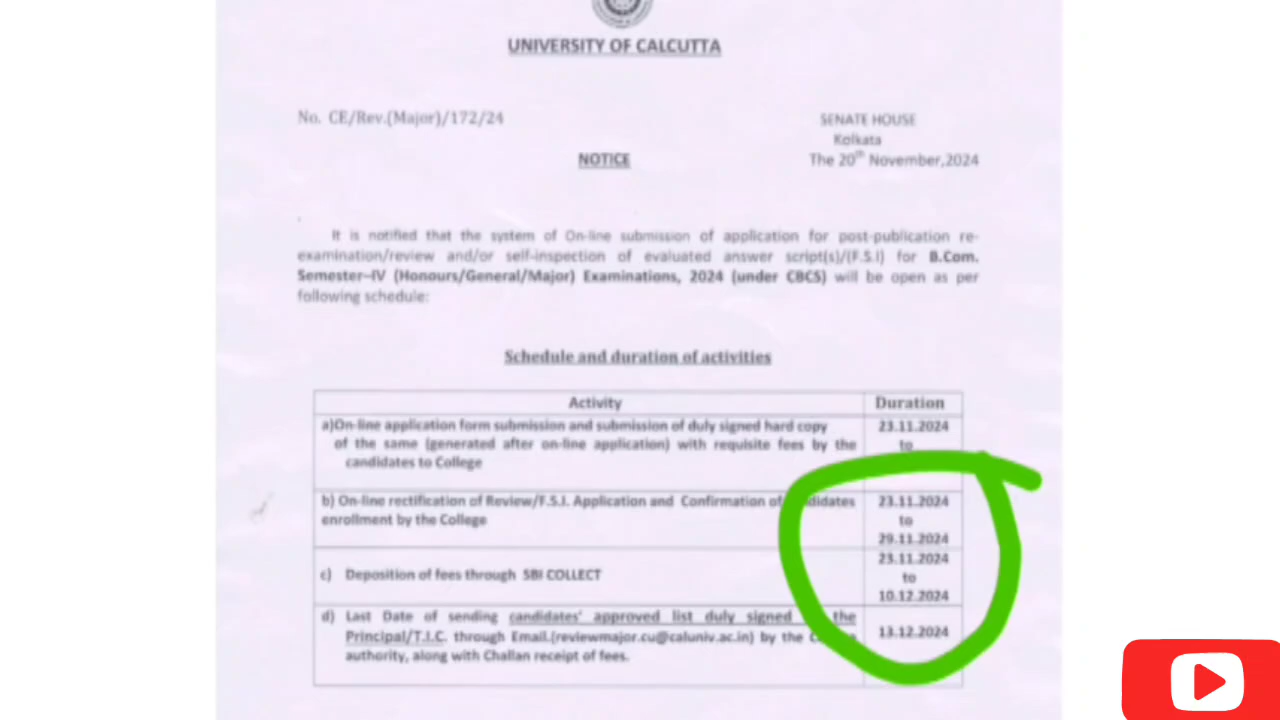 UNIVERSITY OF CALCUTTA
No. CE/Rev.(Major)/172/24
SENATE HOUSE
Kolkata
The 20th November,2024
NOTICE
It is notified that the system of On-line submission of application for post-publication re-
examination/review and/or self-inspection of evaluated answer script(s)/(F.S.I) for B.Com.
Semester–IV (Honours/General/Major) Examinations, 2024 (under CBCS) will be open as per
following schedule:
Schedule and duration of activities
Activity
Duration
a)On-line application form submission and submission of duly signed hard copy
of the same (generated after on-line application) with requisite fees by the
candidates to College
23.11.2024
to
b) On-line rectification of Review/F.S.I. Application and Confirmation of
enrollment by the College
23.11.2024
to
29.11.2024
c) Deposition of fees through SBI COLLECT
23.11.2024
to
10.12.2024
d) Last Date of sending candidates' approved list duly signed the
Principal/T.I.C. through Email.(reviewmajor.cu@caluniv.ac.in) by the
authority, along with Challan receipt of fees.
13.12.2024